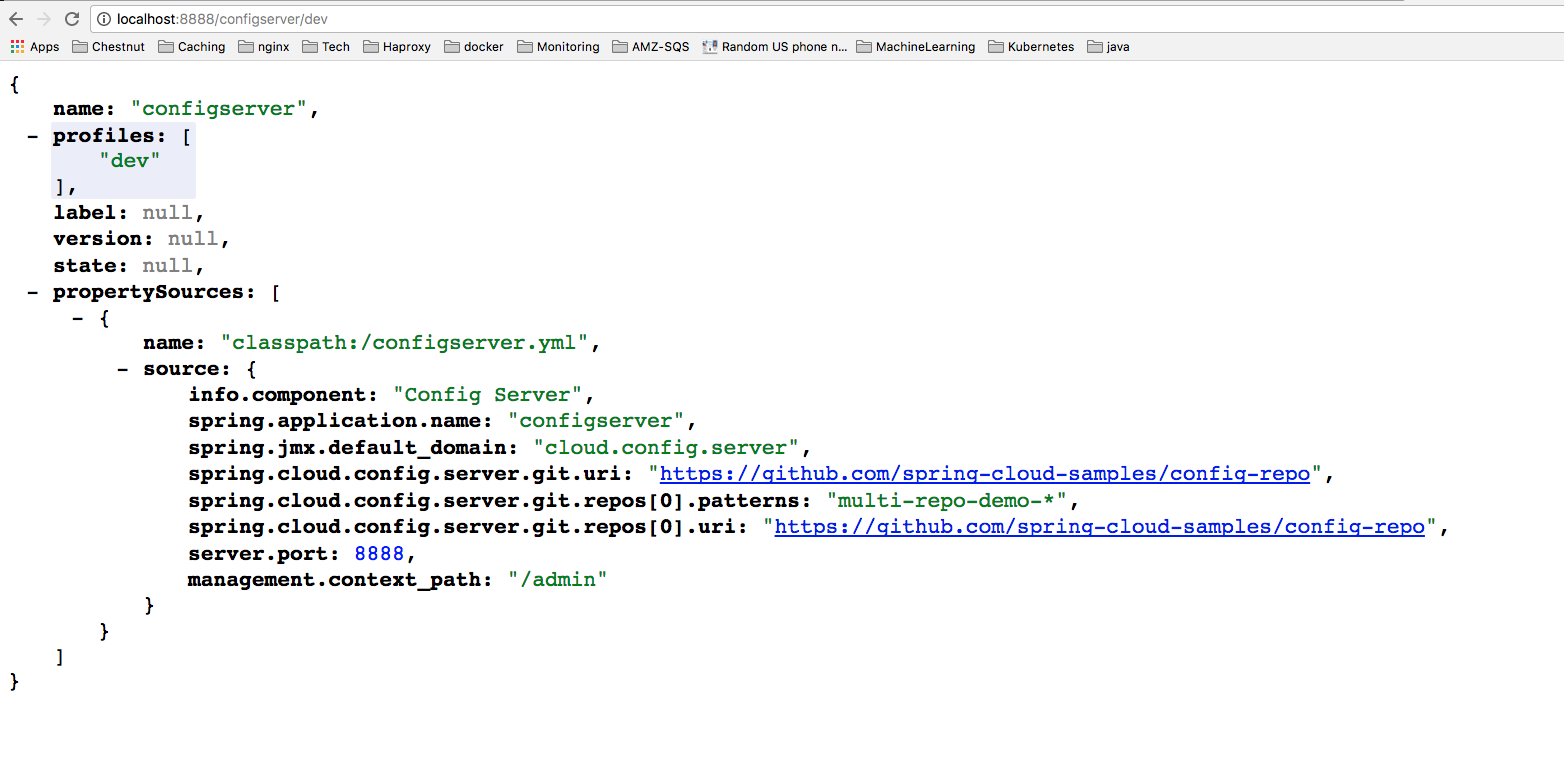 localhost:8888/configserver/dev
Apps Chestnut Caching nginx Tech Haproxy docker Monitoring AMZ-SQS Random US phone n... MachineLearning Kubernetes java
{
name: "configserver",
- profiles: [
"dev"
],
label: null,
version: null,
state: null,
- propertySources: [
- {
name: "classpath:/configserver.yml",
- source: {
info.component: "Config Server",
spring.application.name: "configserver",
spring.jmx.default_domain: "cloud.config.server",
spring.cloud.config.server.git.uri: "https://github.com/spring-cloud-samples/config-repo",
spring.cloud.config.server.git.repos[0].patterns: "multi-repo-demo-*",
spring.cloud.config.server.git.repos[0].uri: "https://github.com/spring-cloud-samples/config-repo",
server.port: 8888,
management.context_path: "/admin"
}
}
]
}